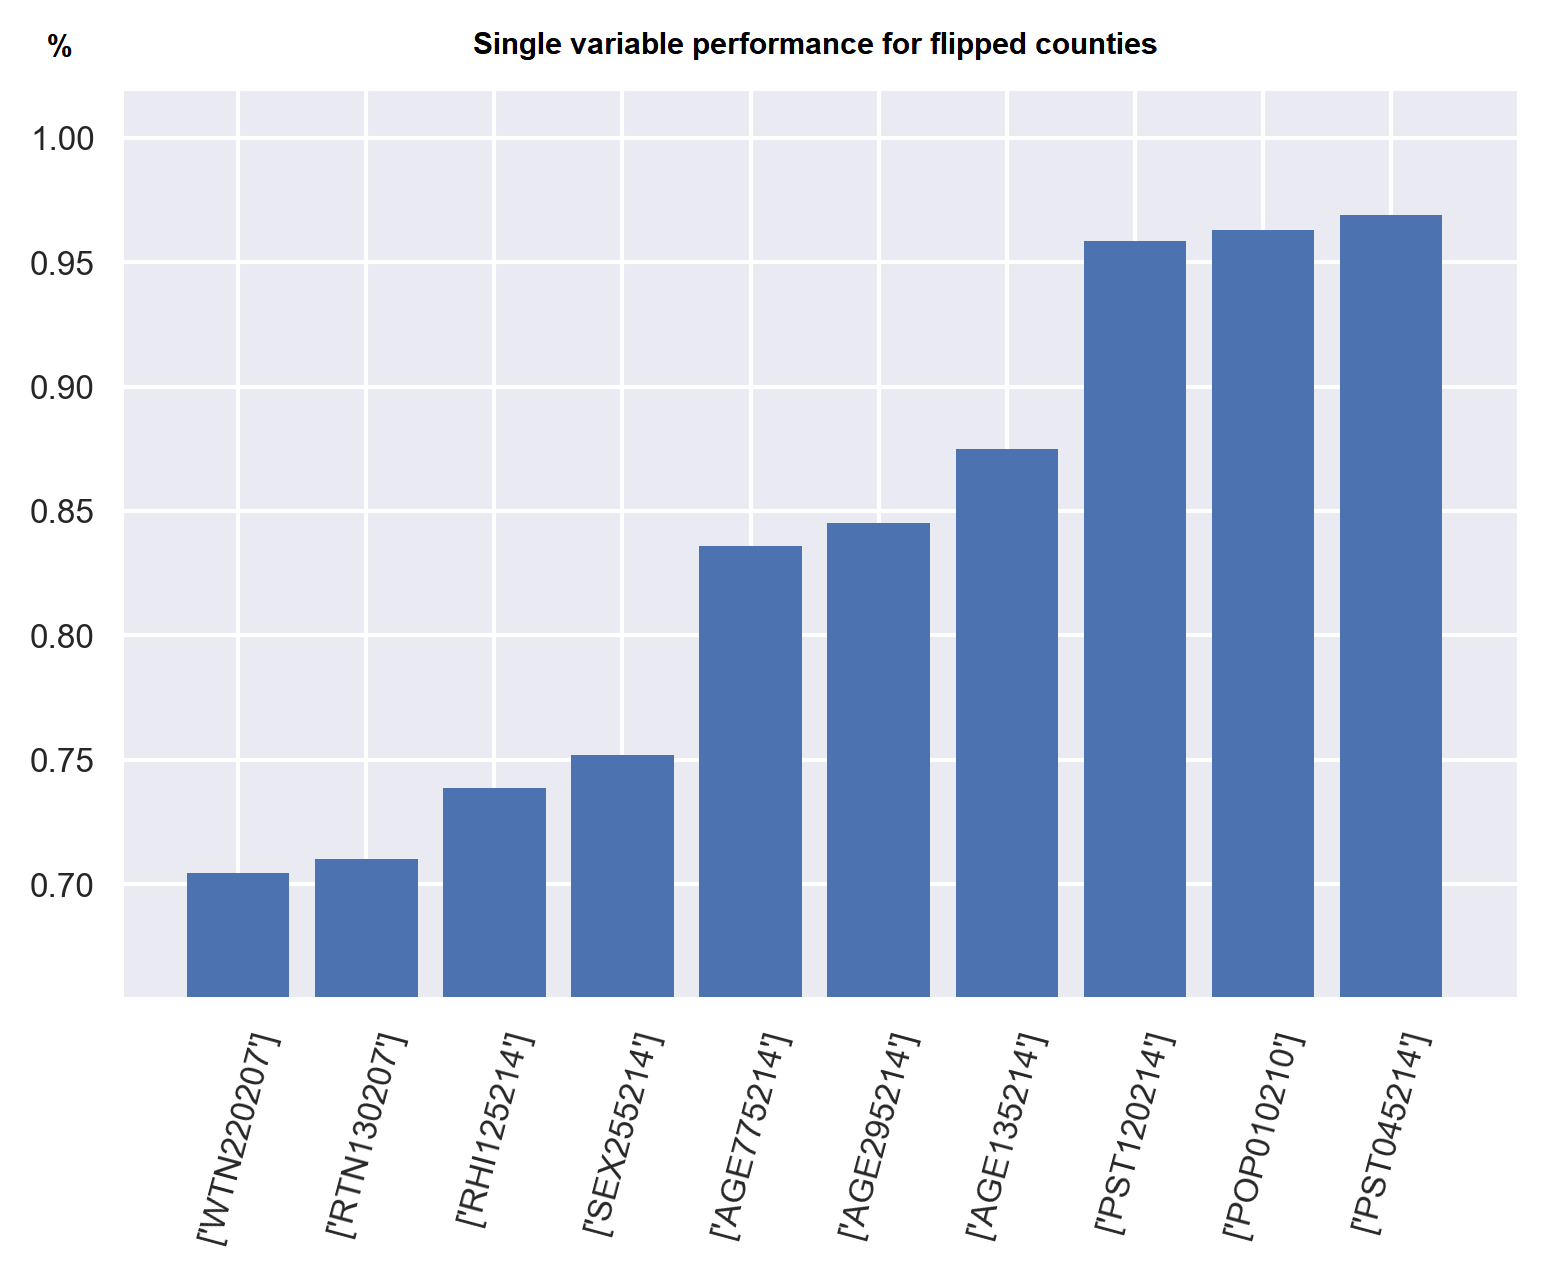 %
Single variable performance for flipped counties
1.00
0.95
0.90
0.85
0.80
0.75
0.70
['WTN220207']
['RTN130207']
['RHI125214']
['SEX255214']
['AGE775214']
['AGE295214']
['AGE135214']
['PST120214']
['POP010210']
['PST045214']